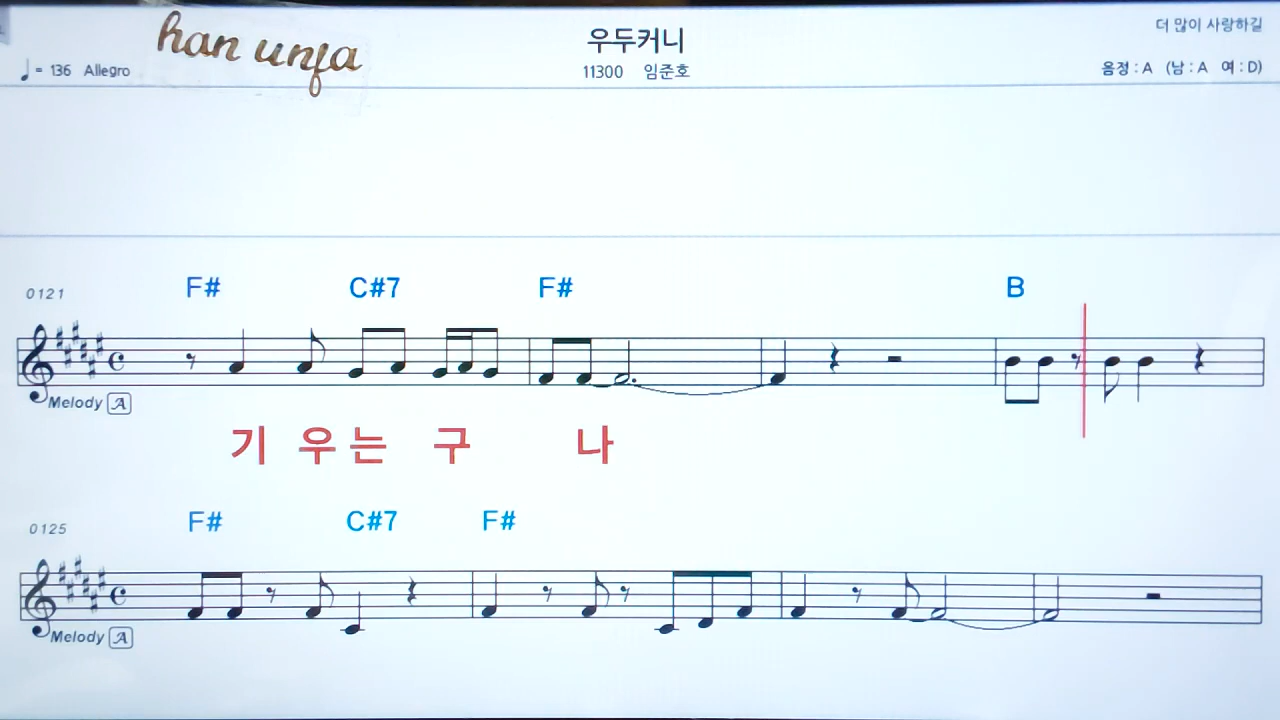 han unja
우두커니
더 많이 사랑하길
♩= 136 Allegro
11300 임준호
음정 : A (남 : A 여 : D)
0121
F# C#7 F# B
Melody A
기 우 는 구 나
0125
F# C#7 F#
Melody A